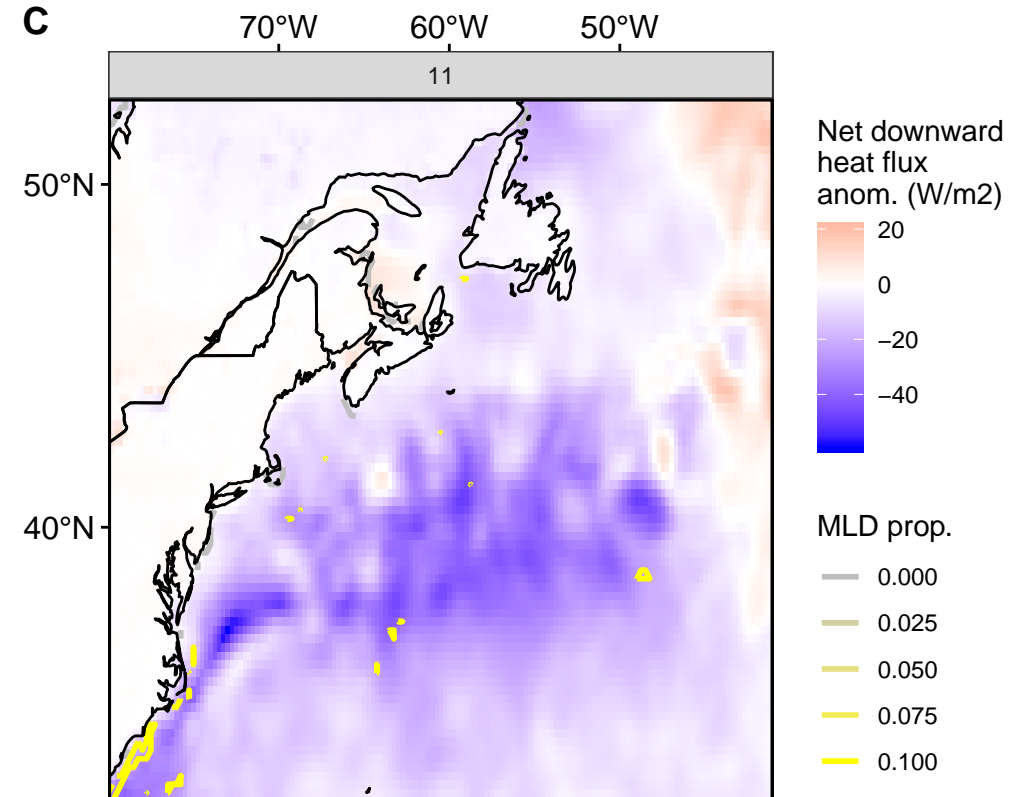 C
70°W 60°W 50°W
11
50°N
40°N
Net downward
heat flux
anom. (W/m2)
20
0
−20
−40
MLD prop.
0.000
0.025
0.050
0.075
0.100